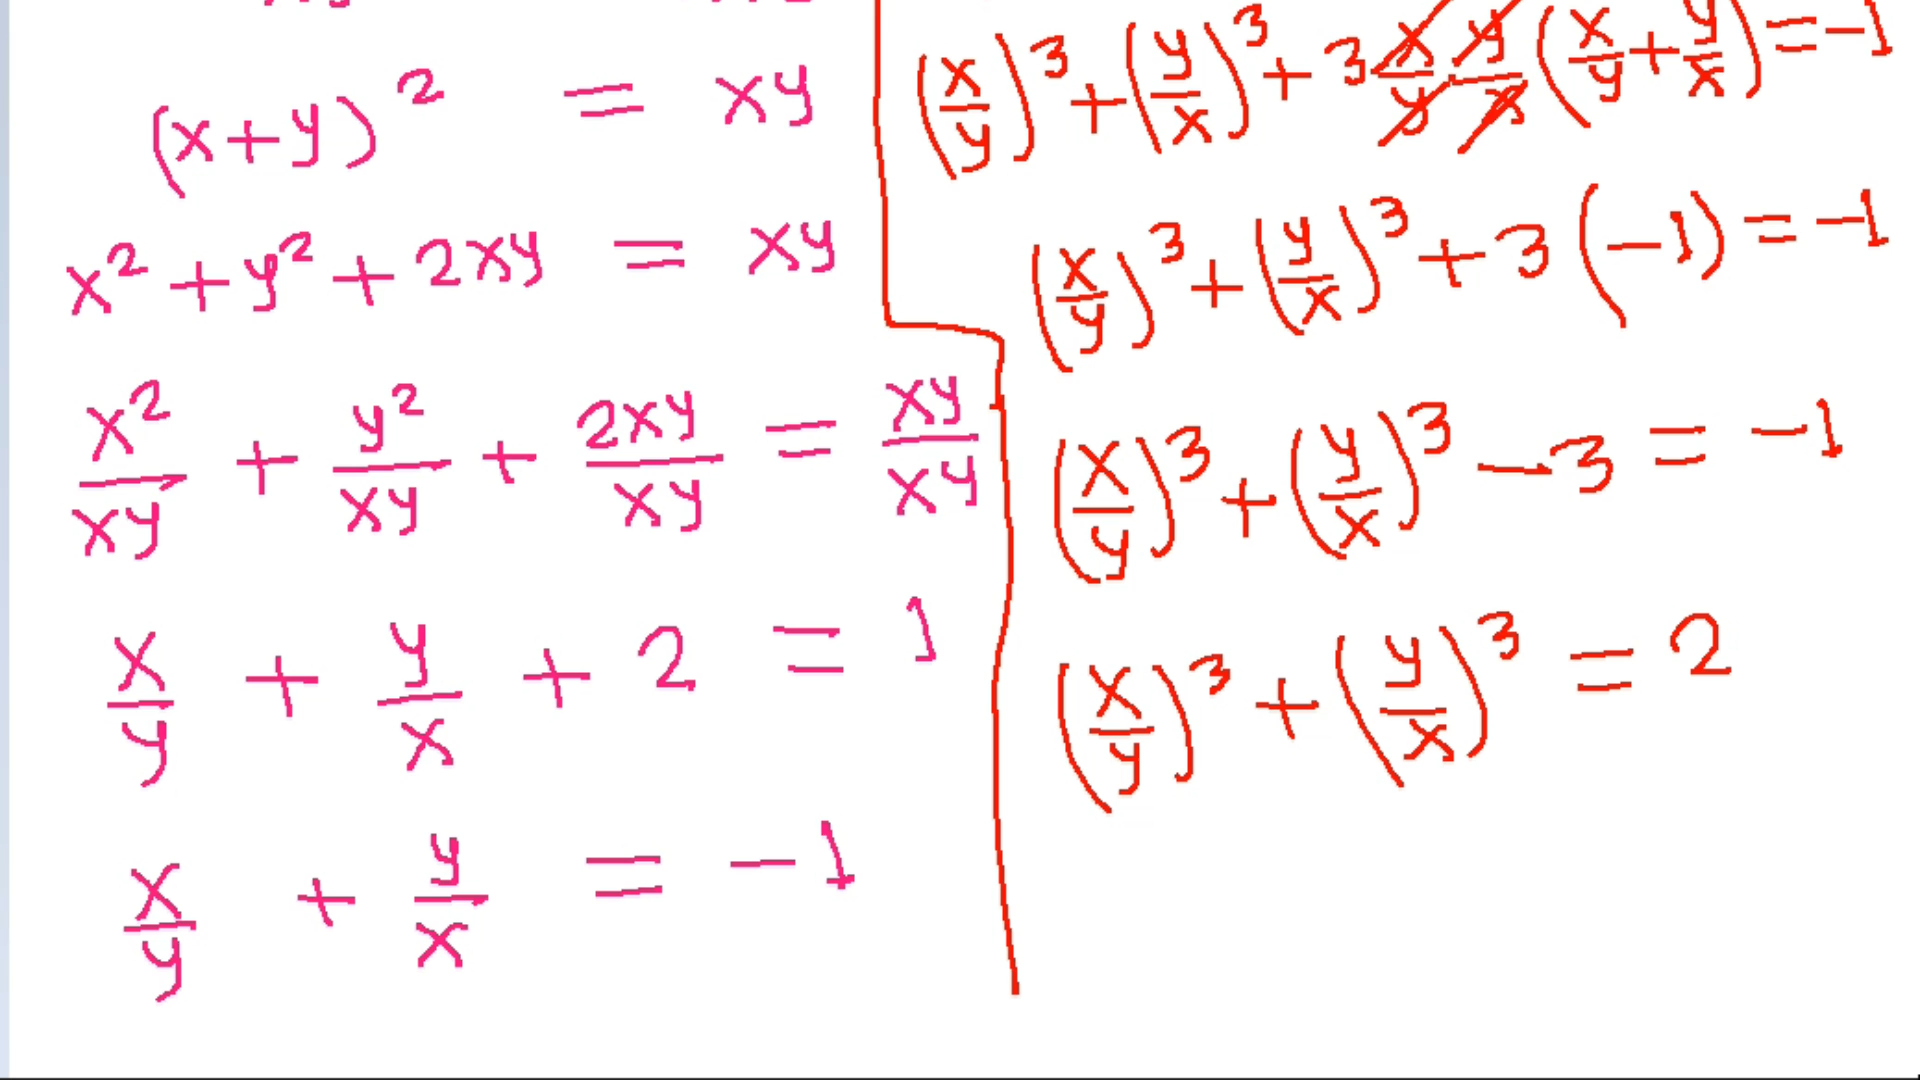 (x+y)² = xy
x² + y² + 2xy = xy
x²/xy + y²/xy + 2xy/xy = xy/xy
x/y + y/x + 2 = 1
x/y + y/x = -1
(x/y)³ + (y/x)³ + 3 x/y y/x (x/y + y/x) = -1
(x/y)³ + (y/x)³ + 3(-1) = -1
(x/y)³ + (y/x)³ - 3 = -1
(x/y)³ + (y/x)³ = 2